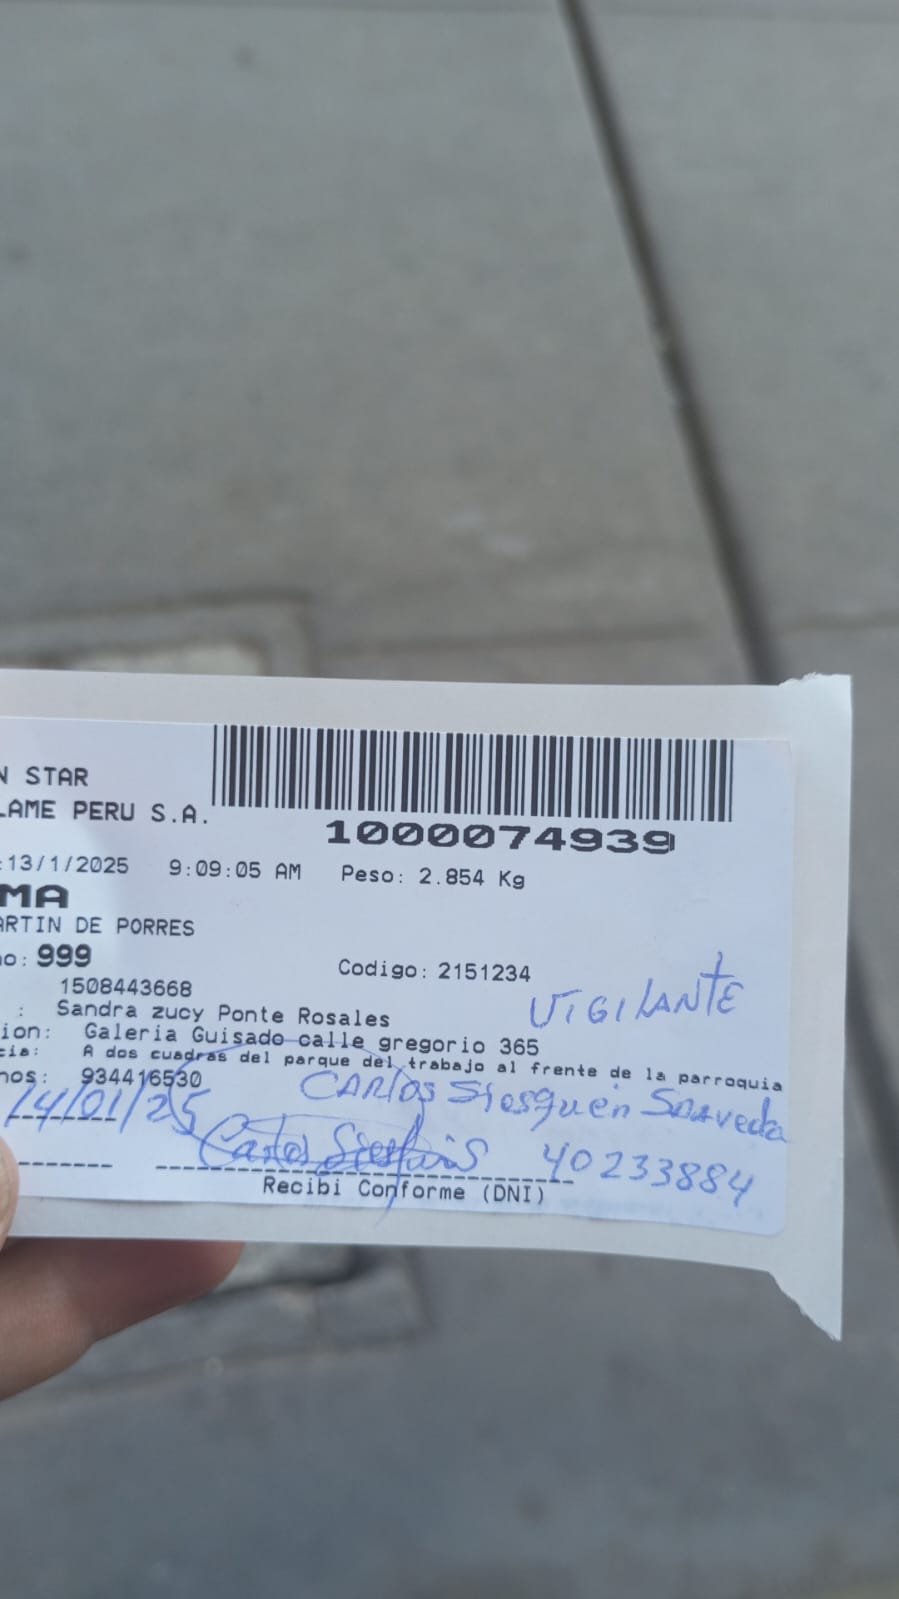 N STAR
LAME PERU S.A.
1000074939
:13/1/2025 9:09:05 AM Peso: 2.854 Kg
MA
ARTIN DE PORRES
no: 999 Codigo: 2151234
1508443668
VIGILANTE
: Sandra zucy Ponte Rosales
ion: Galeria Guisado calle gregorio 365
cia: A dos cuadras del parque del trabajo al frente de la parroquia
nos: 934416530
CARlos Siesquén Saavedra
14/01/25
40233884
Recibi Conforme (DNI)